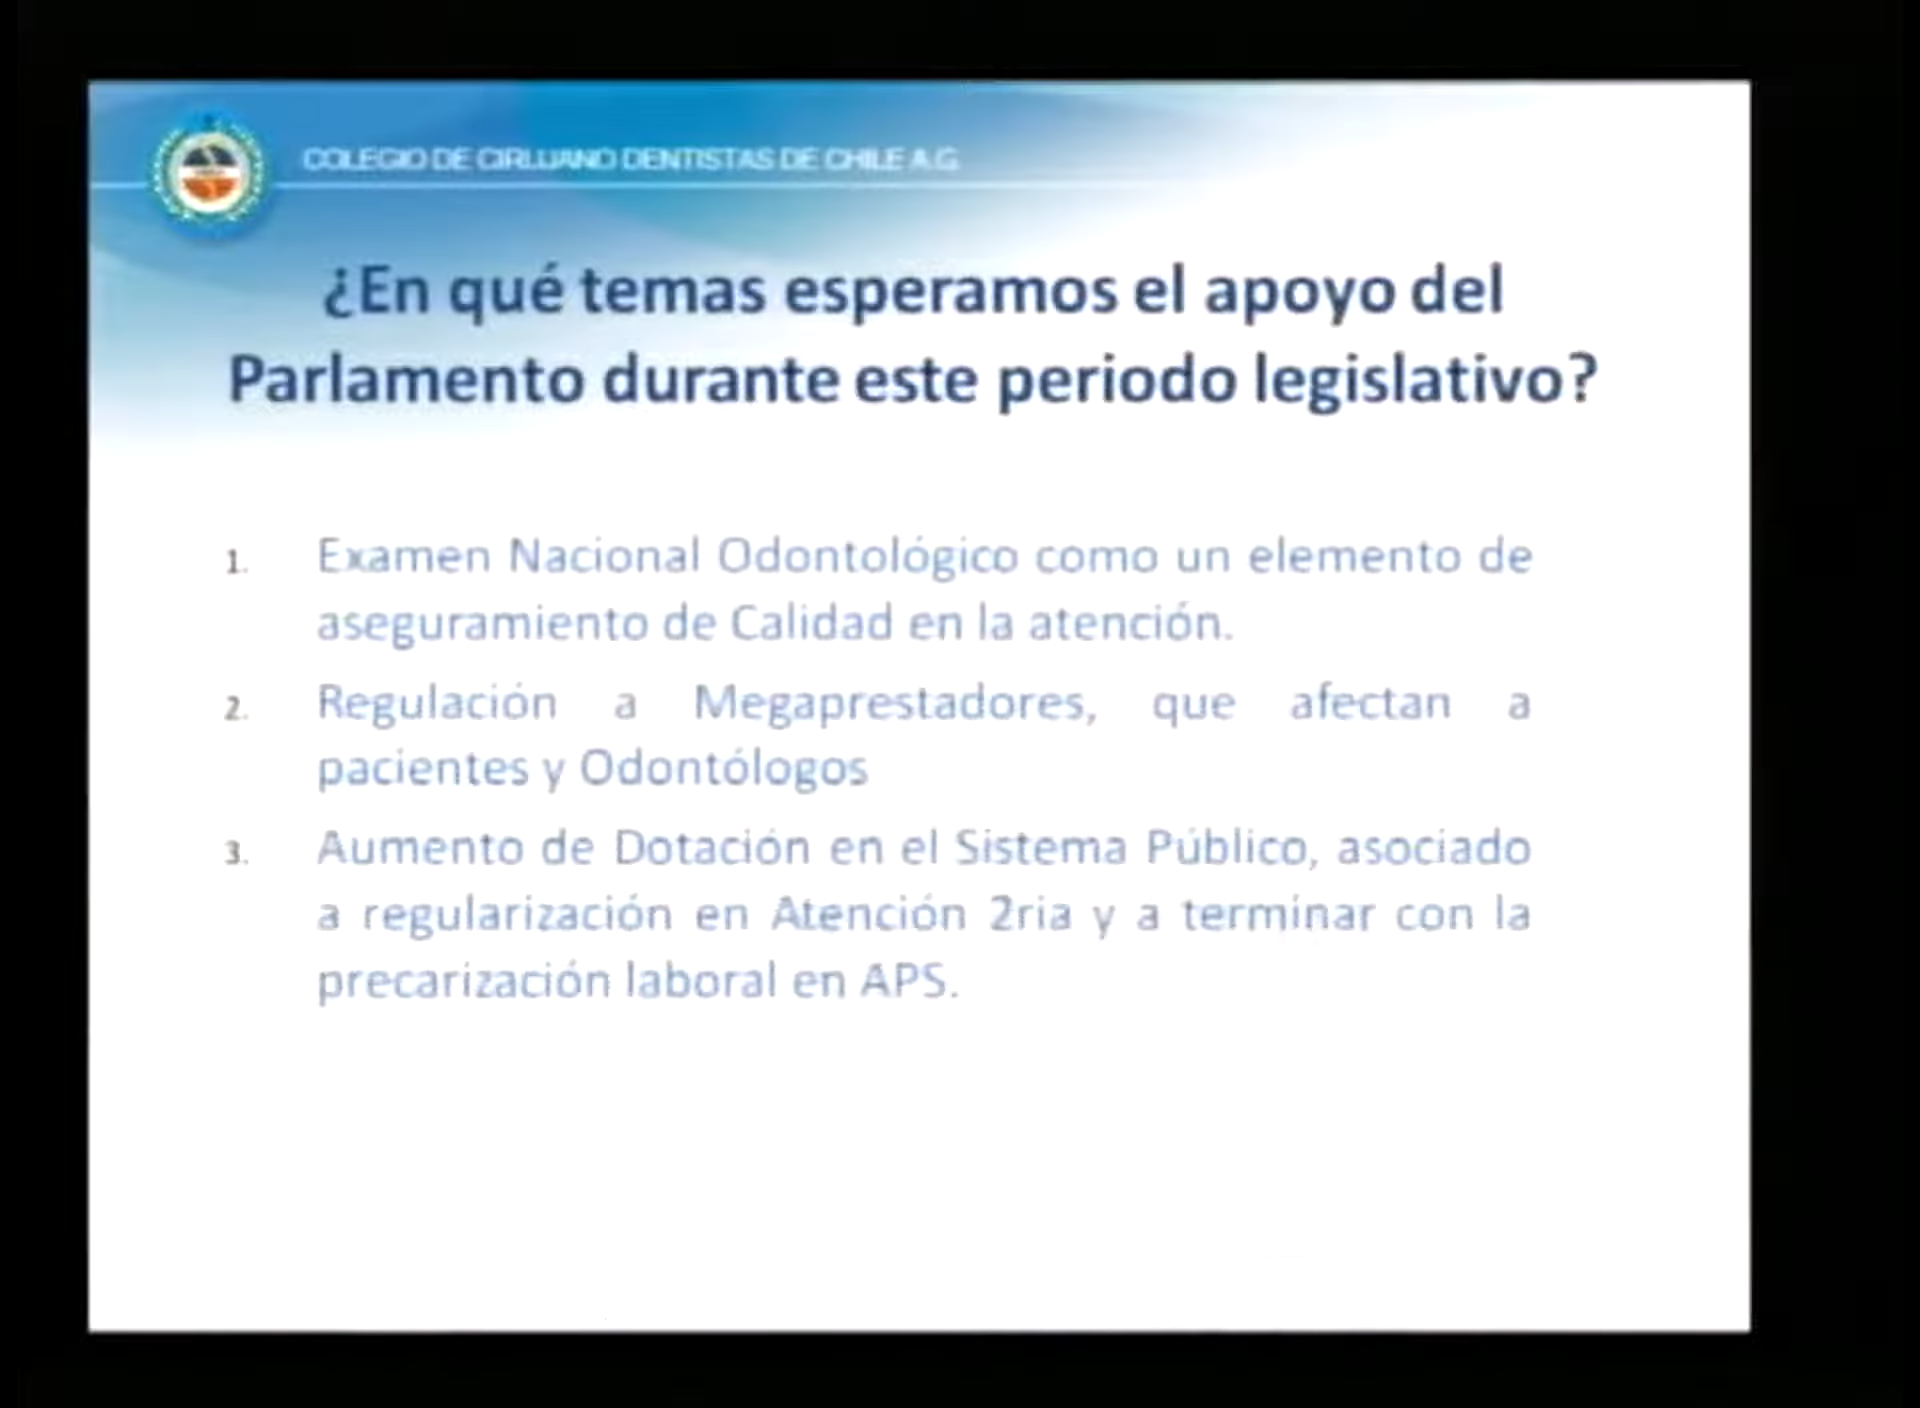 COLEGIO DE CIRUJANO DENTISTAS DE CHILE A.G.
¿En qué temas esperamos el apoyo del
Parlamento durante este periodo legislativo?
1. Examen Nacional Odontológico como un elemento de
aseguramiento de Calidad en la atención.
2. Regulación a Megaprestadores, que afectan a
pacientes y Odontólogos
3. Aumento de Dotación en el Sistema Público, asociado
a regularización en Atención 2ria y a terminar con la
precarización laboral en APS.